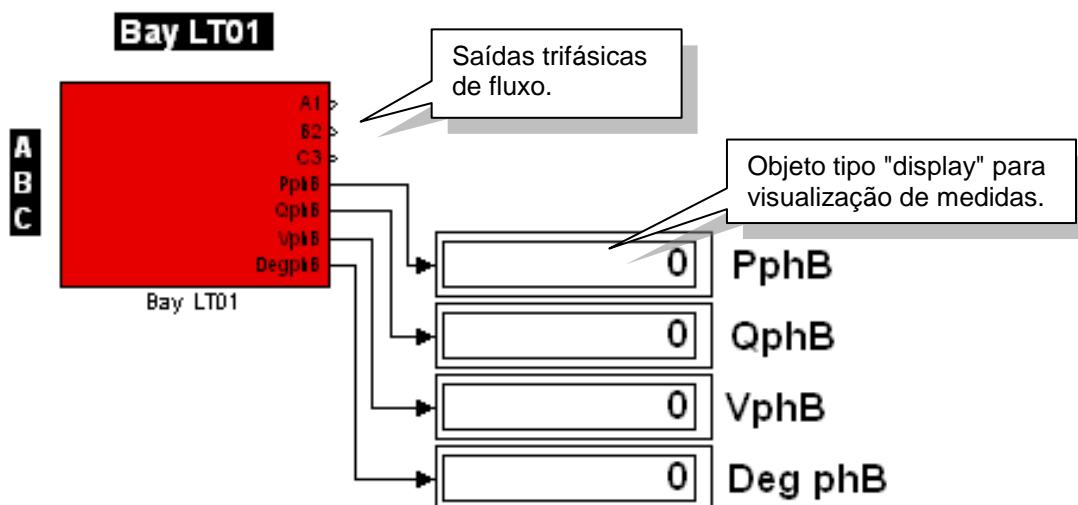 Bay LT01
Saídas trifásicas
de fluxo.
A
B
C
A1
B2
C3
PphB
QphB
VphB
DegphB
Bay LT01
Objeto tipo "display" para
visualização de medidas.
0
PphB
0
QphB
0
VphB
0
Deg phB